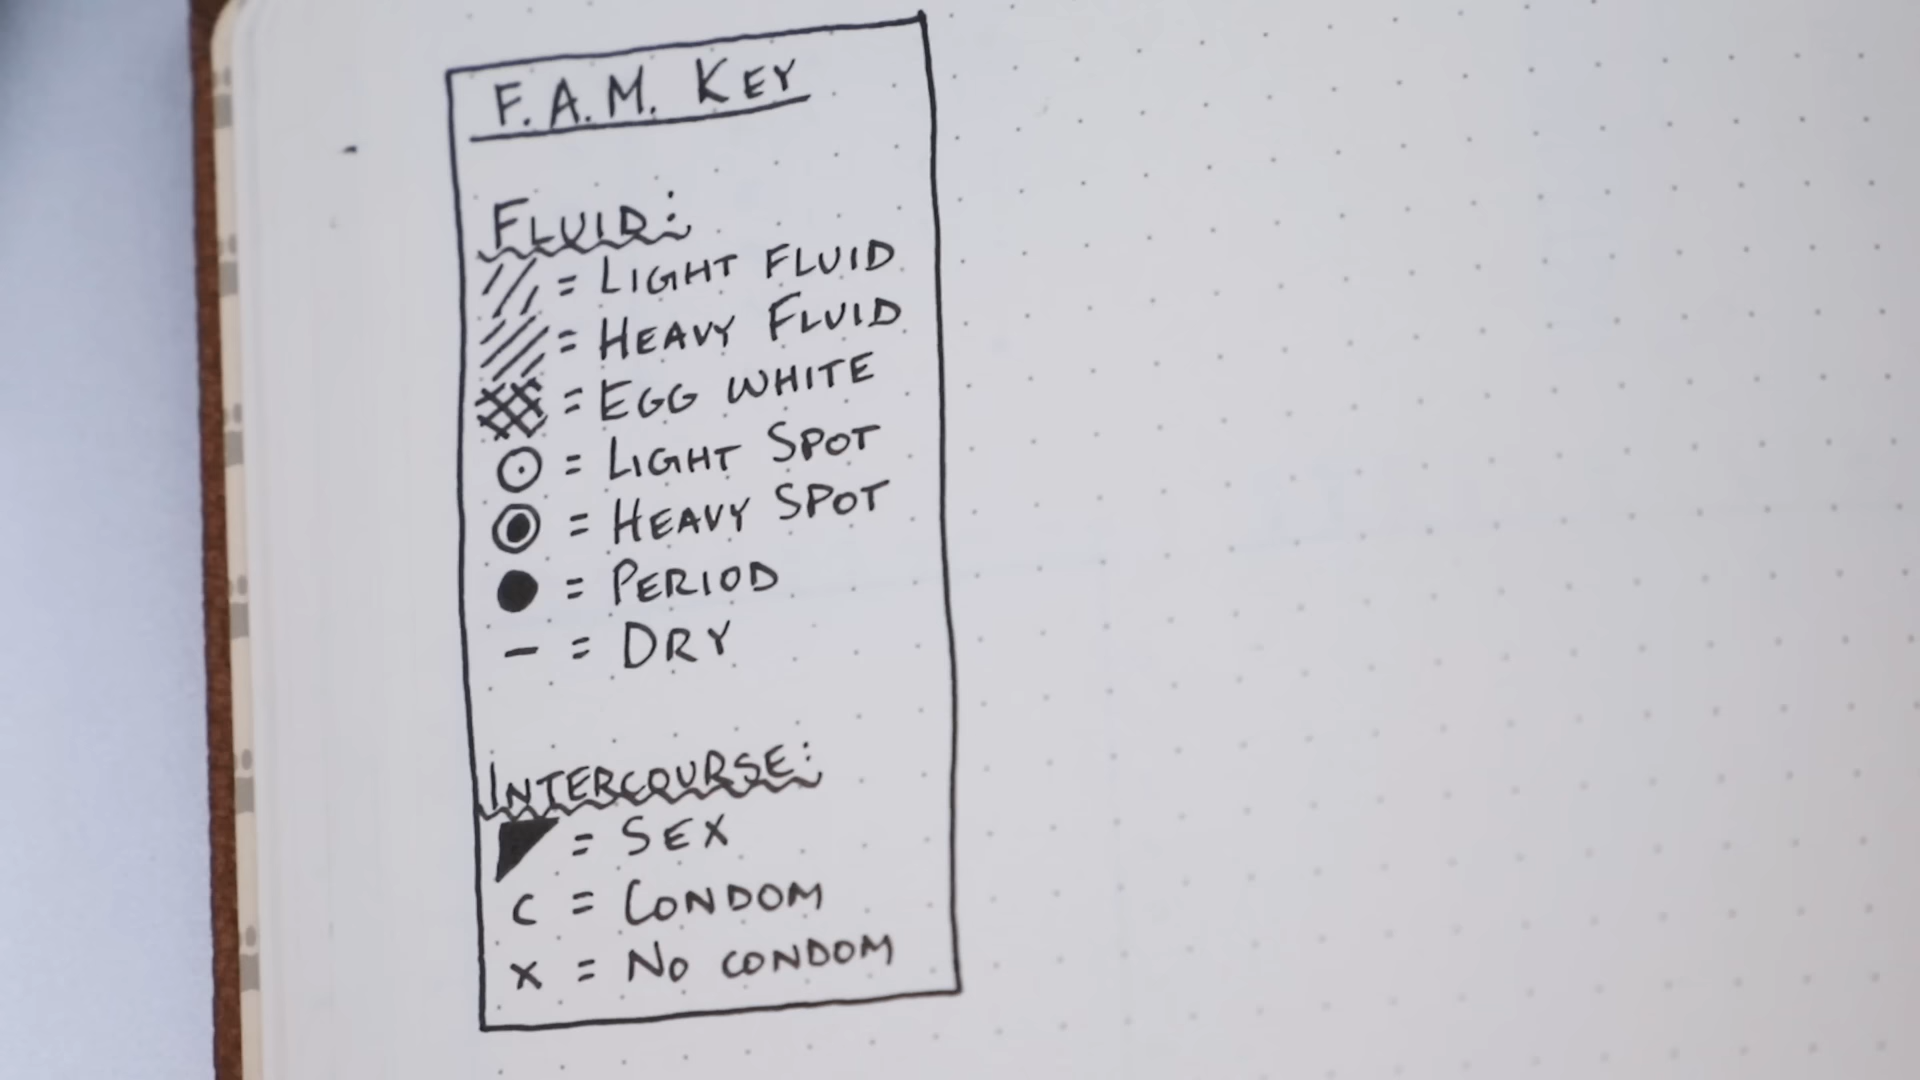 F.A.M. KEY
FLUID:
= LIGHT FLUID
= HEAVY FLUID
= EGG WHITE
= LIGHT SPOT
= HEAVY SPOT
= PERIOD
- = DRY
INTERCOURSE:
= SEX
C = CONDOM
X = NO CONDOM